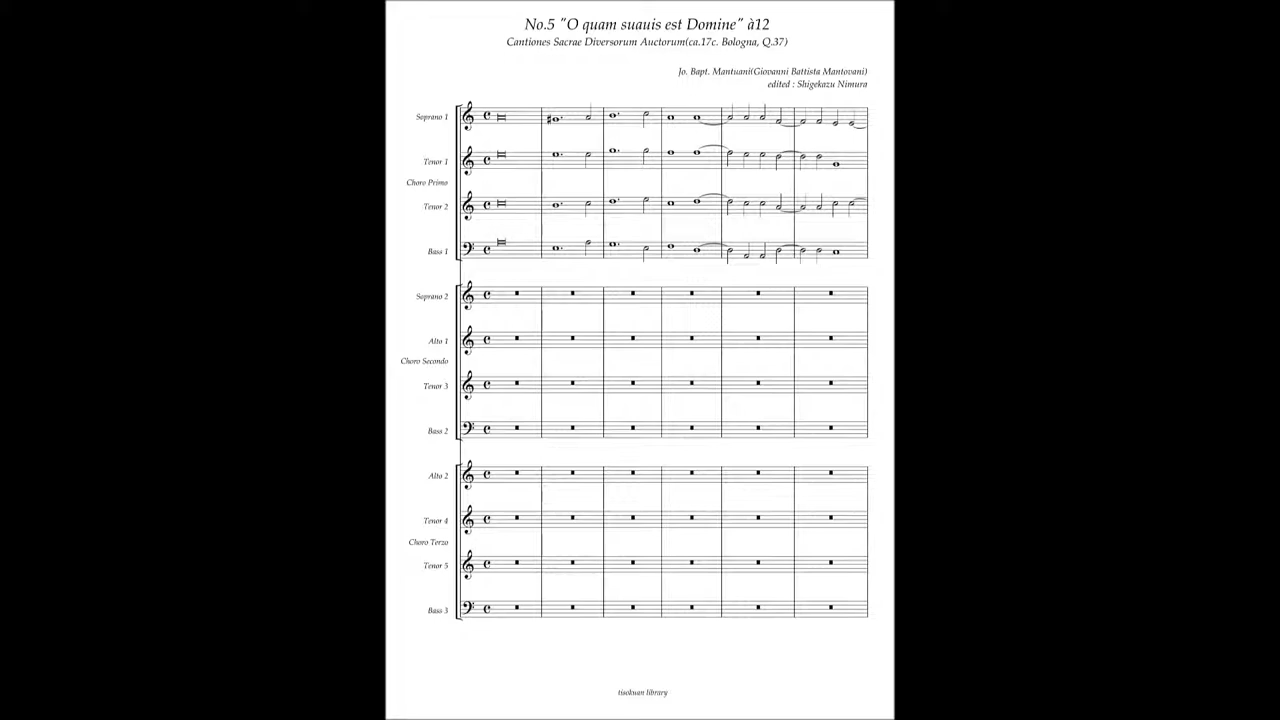 No.5 "O quam suauis est Domine" à12
Cantiones Sacrae Diversorum Auctorum(ca.17c. Bologna, Q.37)
Jo. Bapt. Mantuani(Giovanni Battista Mantovani)
edited : Shigekazu Nimura
Soprano 1
Tenor 1
Choro Primo
Tenor 2
Bass 1
Soprano 2
Alto 1
Choro Secondo
Tenor 3
Bass 2
Alto 2
Tenor 4
Choro Terzo
Tenor 5
Bass 3
tisokuan library